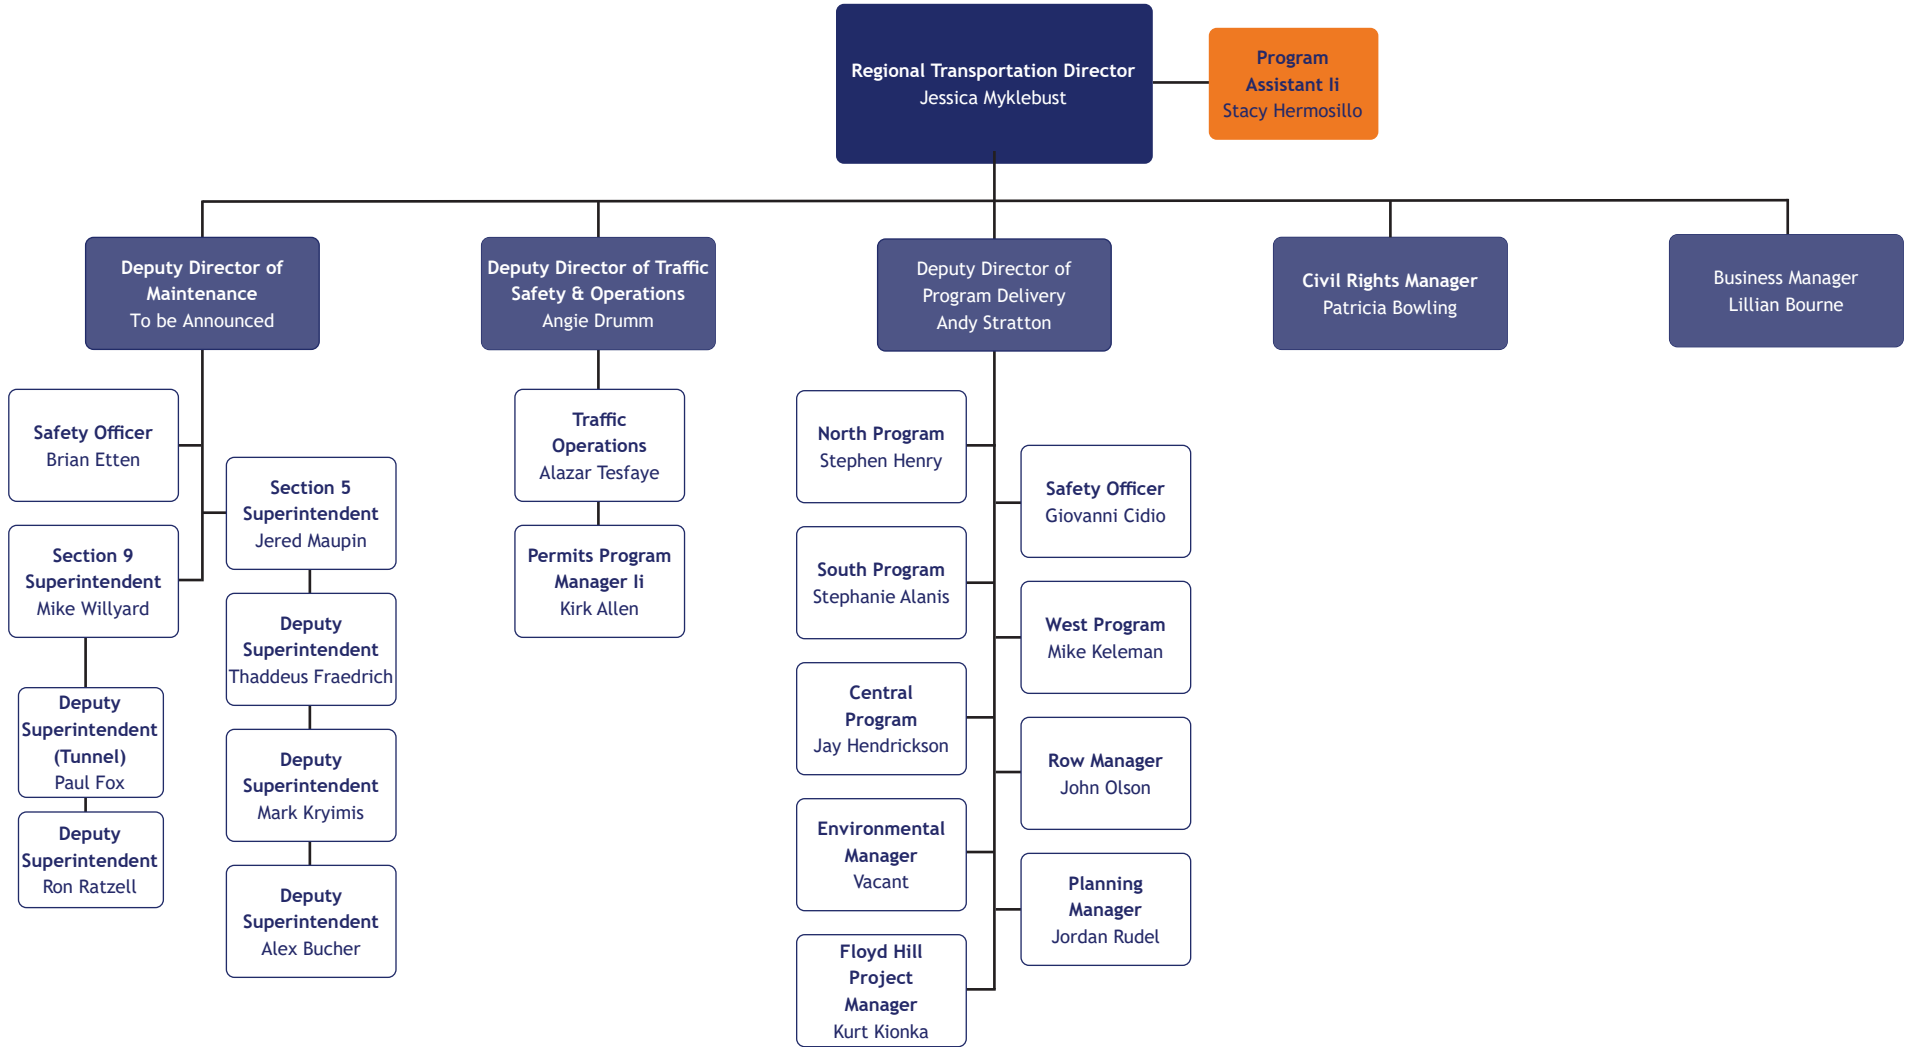 Regional Transportation Director
Jessica Myklebust
Program
Assistant Ii
Stacy Hermosillo
Deputy Director of
Maintenance
To be Announced
Deputy Director of Traffic
Safety & Operations
Angie Drumm
Deputy Director of
Program Delivery
Andy Stratton
Civil Rights Manager
Patricia Bowling
Business Manager
Lillian Bourne
Safety Officer
Brian Etten
Section 5
Superintendent
Jered Maupin
Section 9
Superintendent
Mike Willyard
Deputy
Superintendent
Thaddeus Fraedrich
Deputy
Superintendent
(Tunnel)
Paul Fox
Deputy
Superintendent
Mark Kryimis
Deputy
Superintendent
Ron Ratzell
Deputy
Superintendent
Alex Bucher
Traffic
Operations
Alazar Tesfaye
Permits Program
Manager Ii
Kirk Allen
North Program
Stephen Henry
Safety Officer
Giovanni Cidio
South Program
Stephanie Alanis
West Program
Mike Keleman
Central
Program
Jay Hendrickson
Row Manager
John Olson
Environmental
Manager
Vacant
Planning
Manager
Jordan Rudel
Floyd Hill
Project
Manager
Kurt Kionka